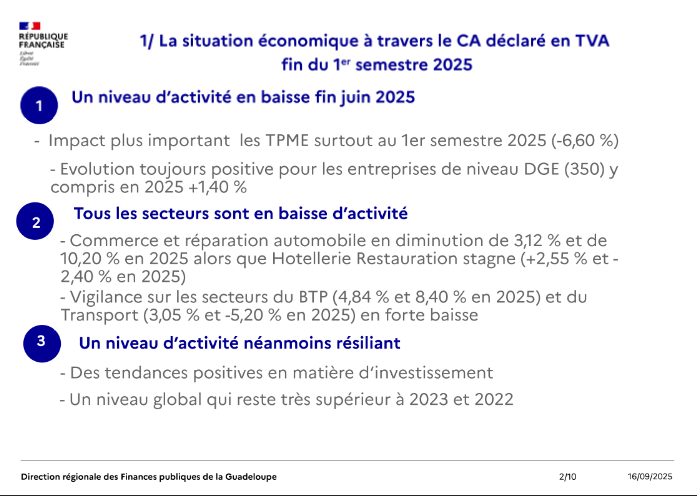 RÉPUBLIQUE
FRANÇAISE
Liberté
Égalité
Fraternité
1/ La situation économique à travers le CA déclaré en TVA
fin du 1er semestre 2025
1 Un niveau d'activité en baisse fin juin 2025
- Impact plus important les TPME surtout au 1er semestre 2025 (-6,60 %)
- Evolution toujours positive pour les entreprises de niveau DGE (350) y
compris en 2025 +1,40 %
2 Tous les secteurs sont en baisse d'activité
- Commerce et réparation automobile en diminution de 3,12 % et de
10,20 % en 2025 alors que Hotellerie Restauration stagne (+2,55 % et -
2,40 % en 2025)
- Vigilance sur les secteurs du BTP (4,84 % et 8,40 % en 2025) et du
Transport (3,05 % et -5,20 % en 2025) en forte baisse
3 Un niveau d'activité néanmoins résiliant
- Des tendances positives en matière d'investissement
- Un niveau global qui reste très supérieur à 2023 et 2022
Direction régionale des Finances publiques de la Guadeloupe 2/10 16/09/2025